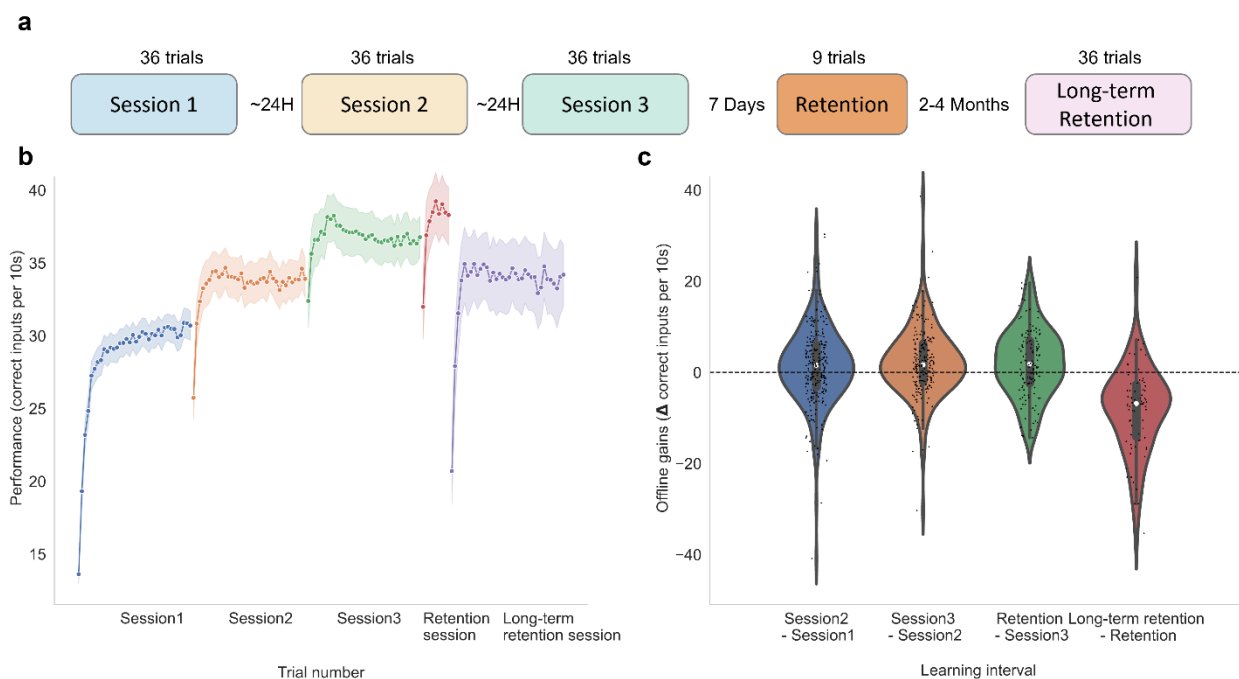 a
36 trials
36 trials
36 trials
9 trials
36 trials
Session 1
~24H
Session 2
~24H
Session 3
7 Days
Retention
2-4 Months
Long-term
Retention
b
Performance (correct inputs per 10s)
40
35
30
25
20
15
Session1
Session2
Session3
Retention
session
Long-term
retention session
Trial number
c
Offline gains (Δ correct inputs per 10s)
40
20
0
−20
−40
Session2
- Session1
Session3
- Session2
Retention
- Session3
Long-term retention
- Retention
Learning interval